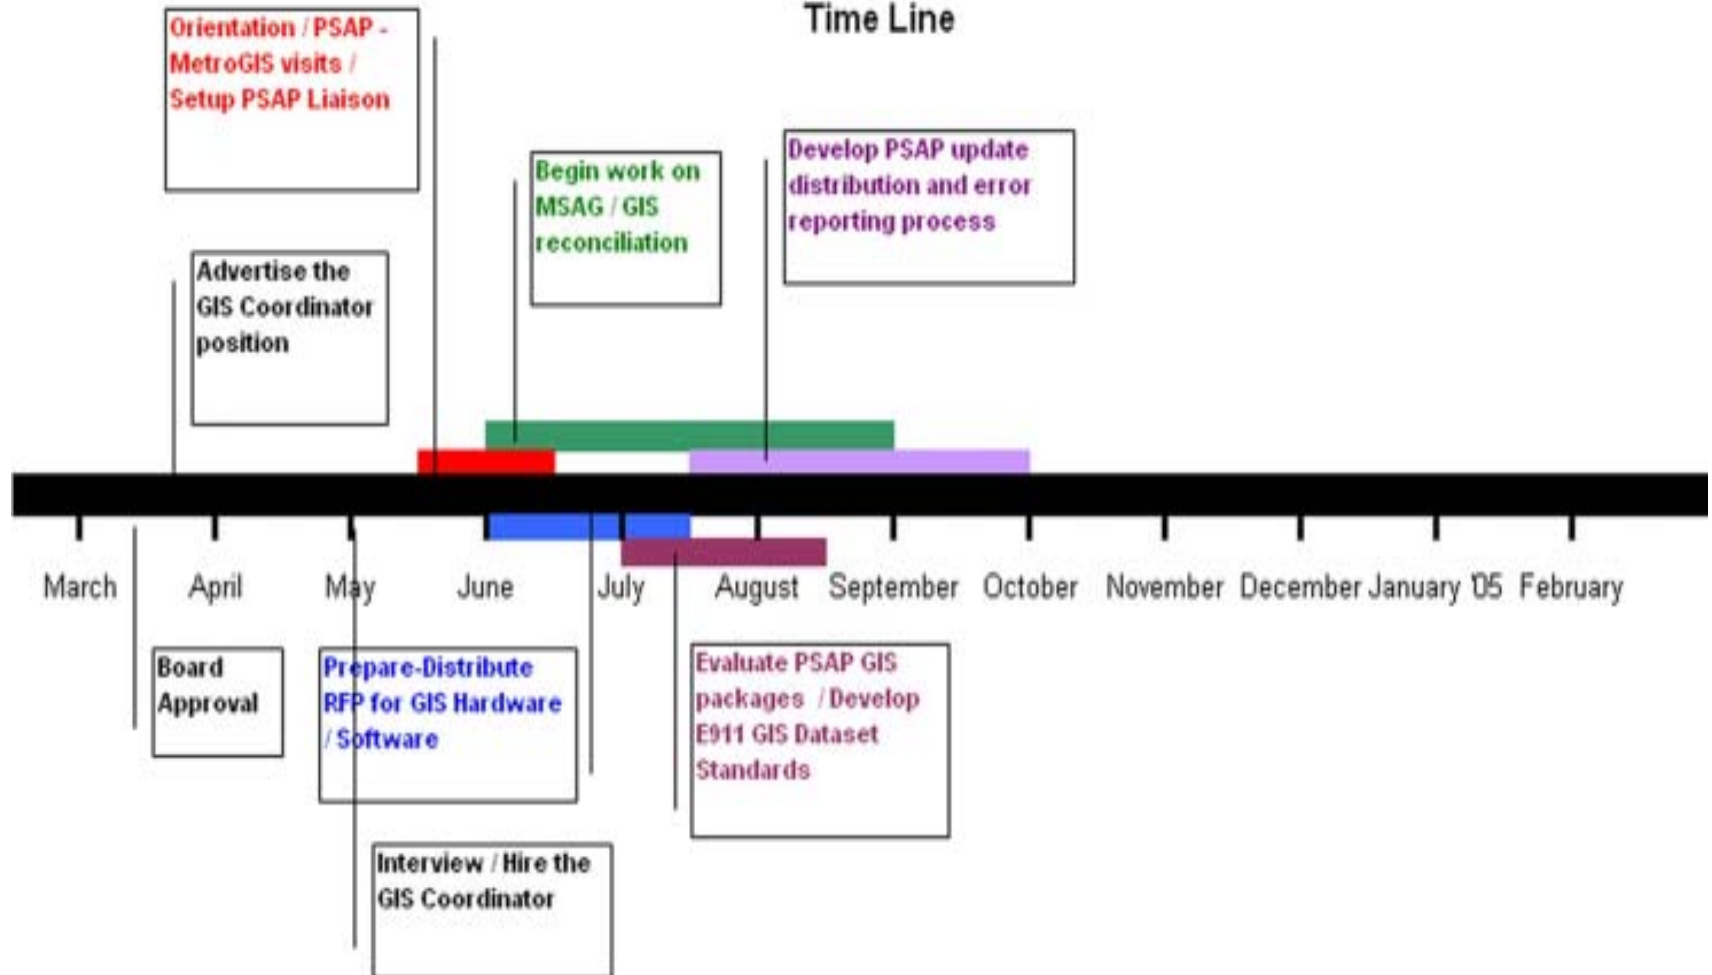 Time Line
Orientation / PSAP -
MetroGIS visits /
Setup PSAP Liaison
Begin work on
MSAG / GIS
reconciliation
Develop PSAP update
distribution and error
reporting process
Advertise the
GIS Coordinator
position
March April May June July August September October November December January '05 February
Board
Approval
Prepare-Distribute
RFP for GIS Hardware
/ Software
Evaluate PSAP GIS
packages / Develop
E911 GIS Dataset
Standards
Interview / Hire the
GIS Coordinator